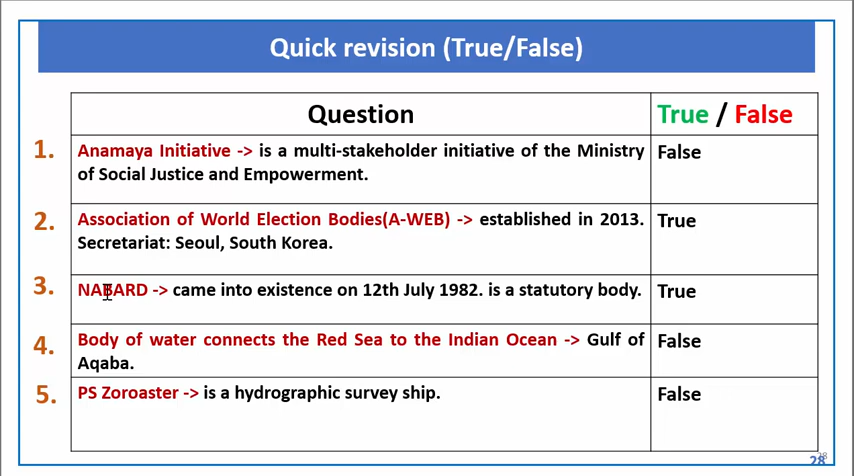 Quick revision (True/False)
Question
True / False
1.
Anamaya Initiative -> is a multi-stakeholder initiative of the Ministry
of Social Justice and Empowerment.
False
2.
Association of World Election Bodies(A-WEB) -> established in 2013.
Secretariat: Seoul, South Korea.
True
3.
NABARD -> came into existence on 12th July 1982. is a statutory body.
True
4.
Body of water connects the Red Sea to the Indian Ocean -> Gulf of
Aqaba.
False
5.
PS Zoroaster -> is a hydrographic survey ship.
False
28
28